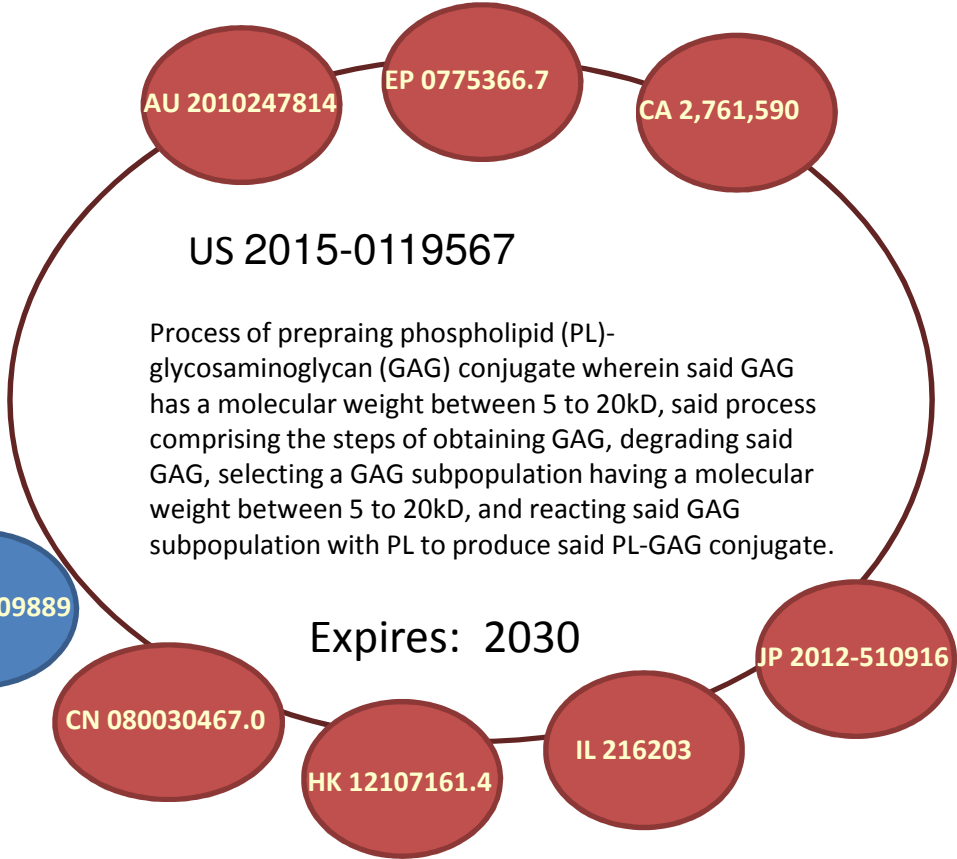 EP 0775366.7
AU 2010247814
CA 2,761,590
US 2015-0119567
Process of prepraing phospholipid (PL)-
glycosaminoglycan (GAG) conjugate wherein said GAG
has a molecular weight between 5 to 20kD, said process
comprising the steps of obtaining GAG, degrading said
GAG, selecting a GAG subpopulation having a molecular
weight between 5 to 20kD, and reacting said GAG
subpopulation with PL to produce said PL-GAG conjugate.
09889
Expires: 2030
JP 2012-510916
CN 080030467.0
IL 216203
HK 12107161.4